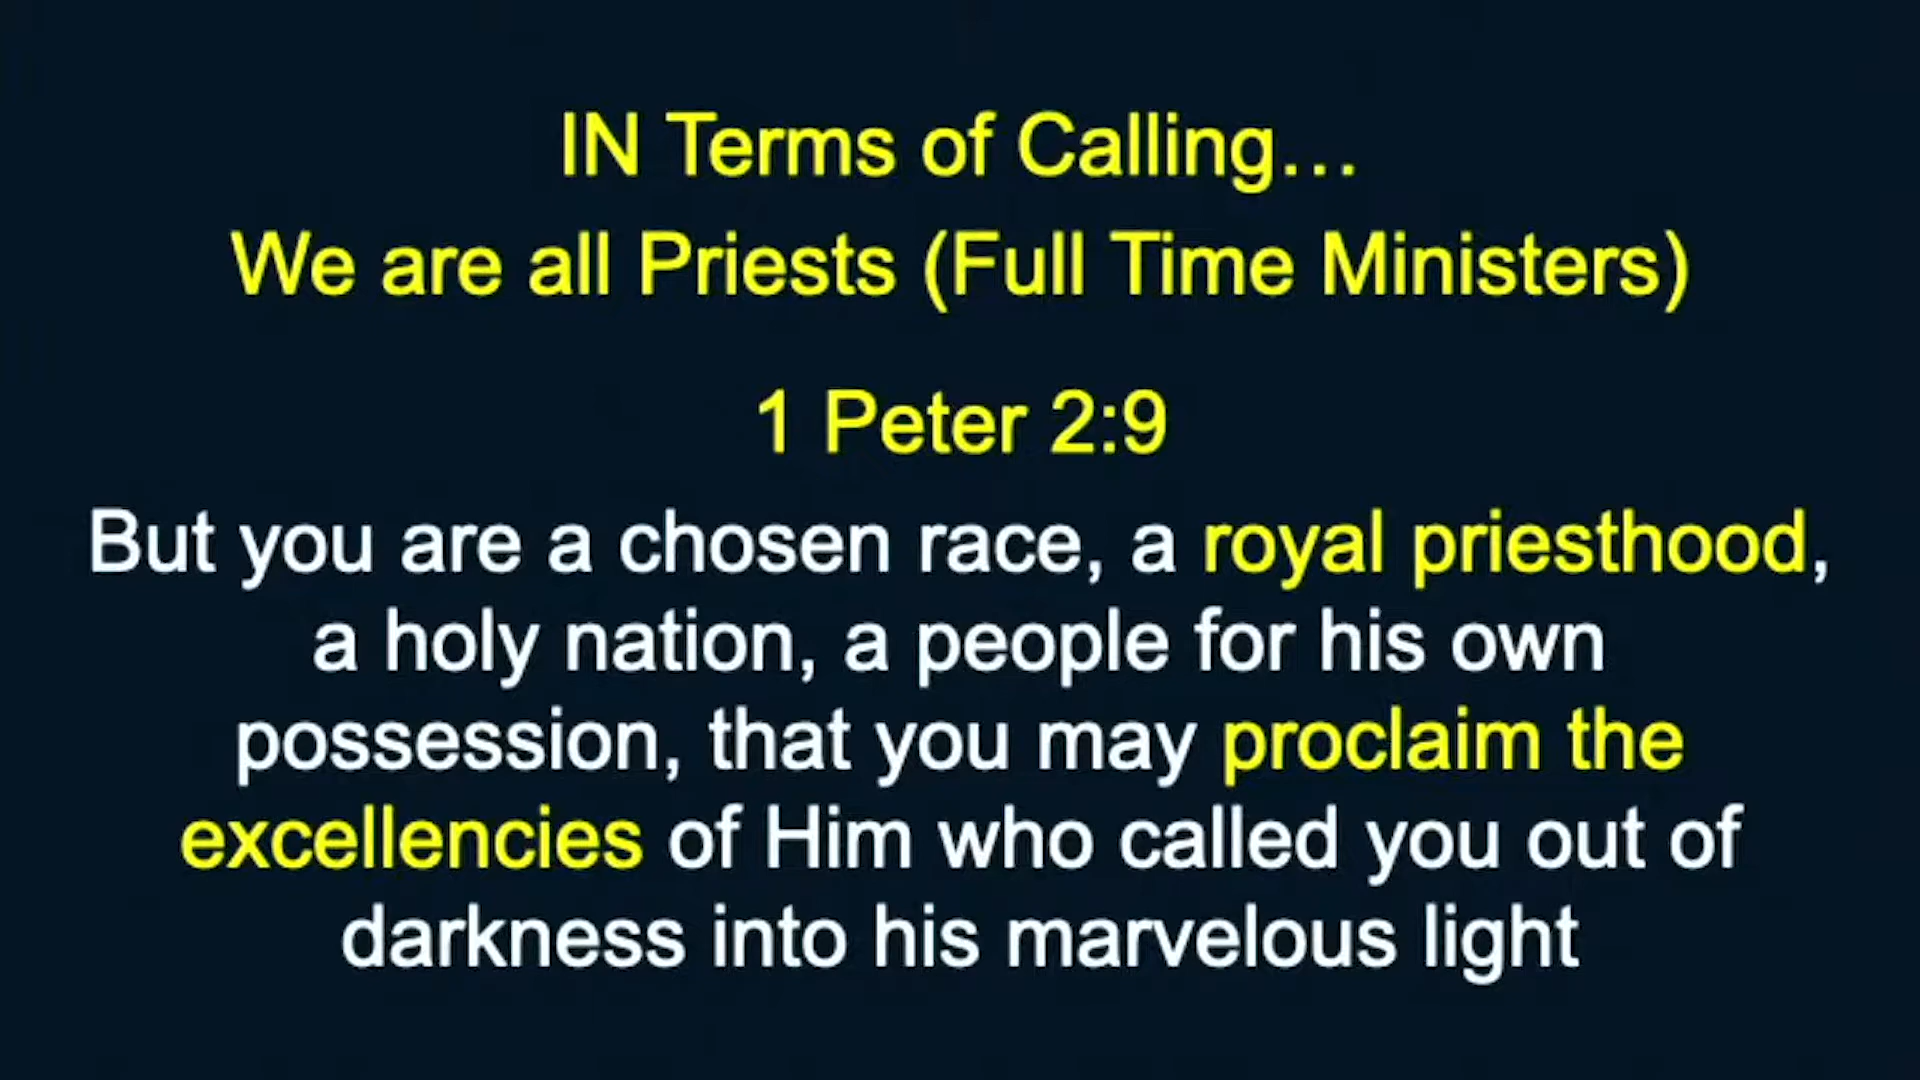 IN Terms of Calling…
We are all Priests (Full Time Ministers)
1 Peter 2:9
But you are a chosen race, a royal priesthood,
a holy nation, a people for his own
possession, that you may proclaim the
excellencies of Him who called you out of
darkness into his marvelous light